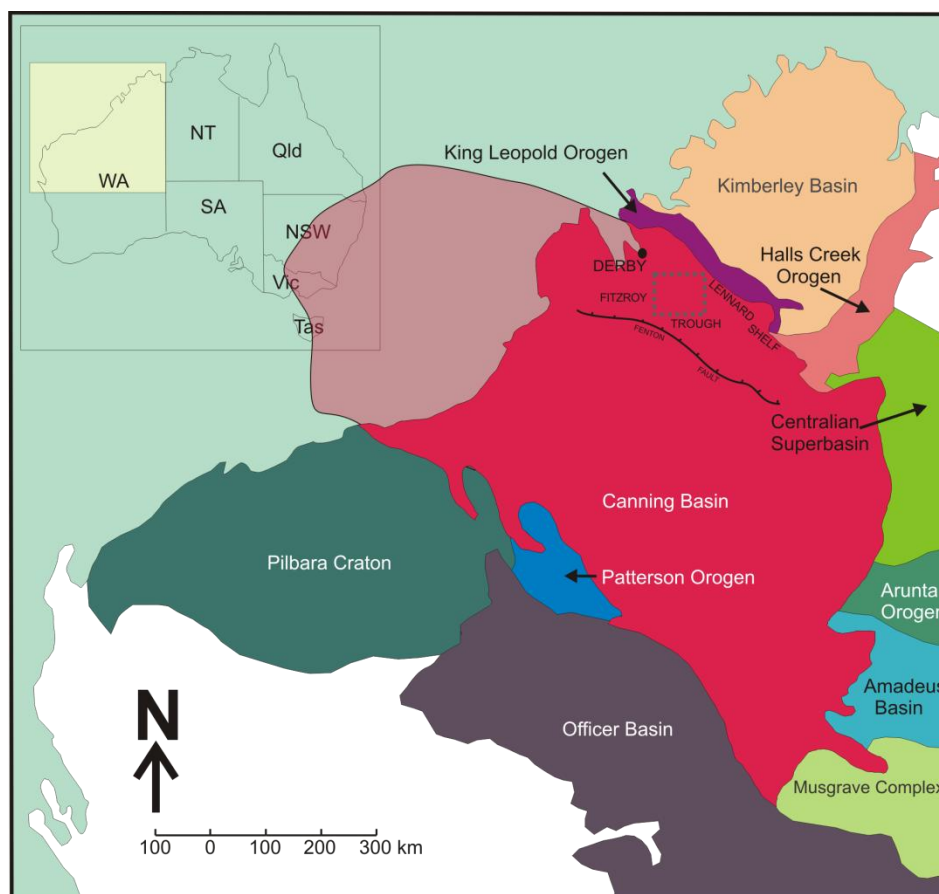 NT
Qld
WA
SA
NSW
Vic
Tas
King Leopold Orogen
Kimberley Basin
Halls Creek
Orogen
DERBY
FITZROY
TROUGH
LENNARD
SHELF
FENTON
FAULT
Centralian
Superbasin
Canning Basin
Pilbara Craton
Patterson Orogen
Arunta
Orogen
Amadeus
Basin
Officer Basin
Musgrave Complex
N
100 0 100 200 300 km